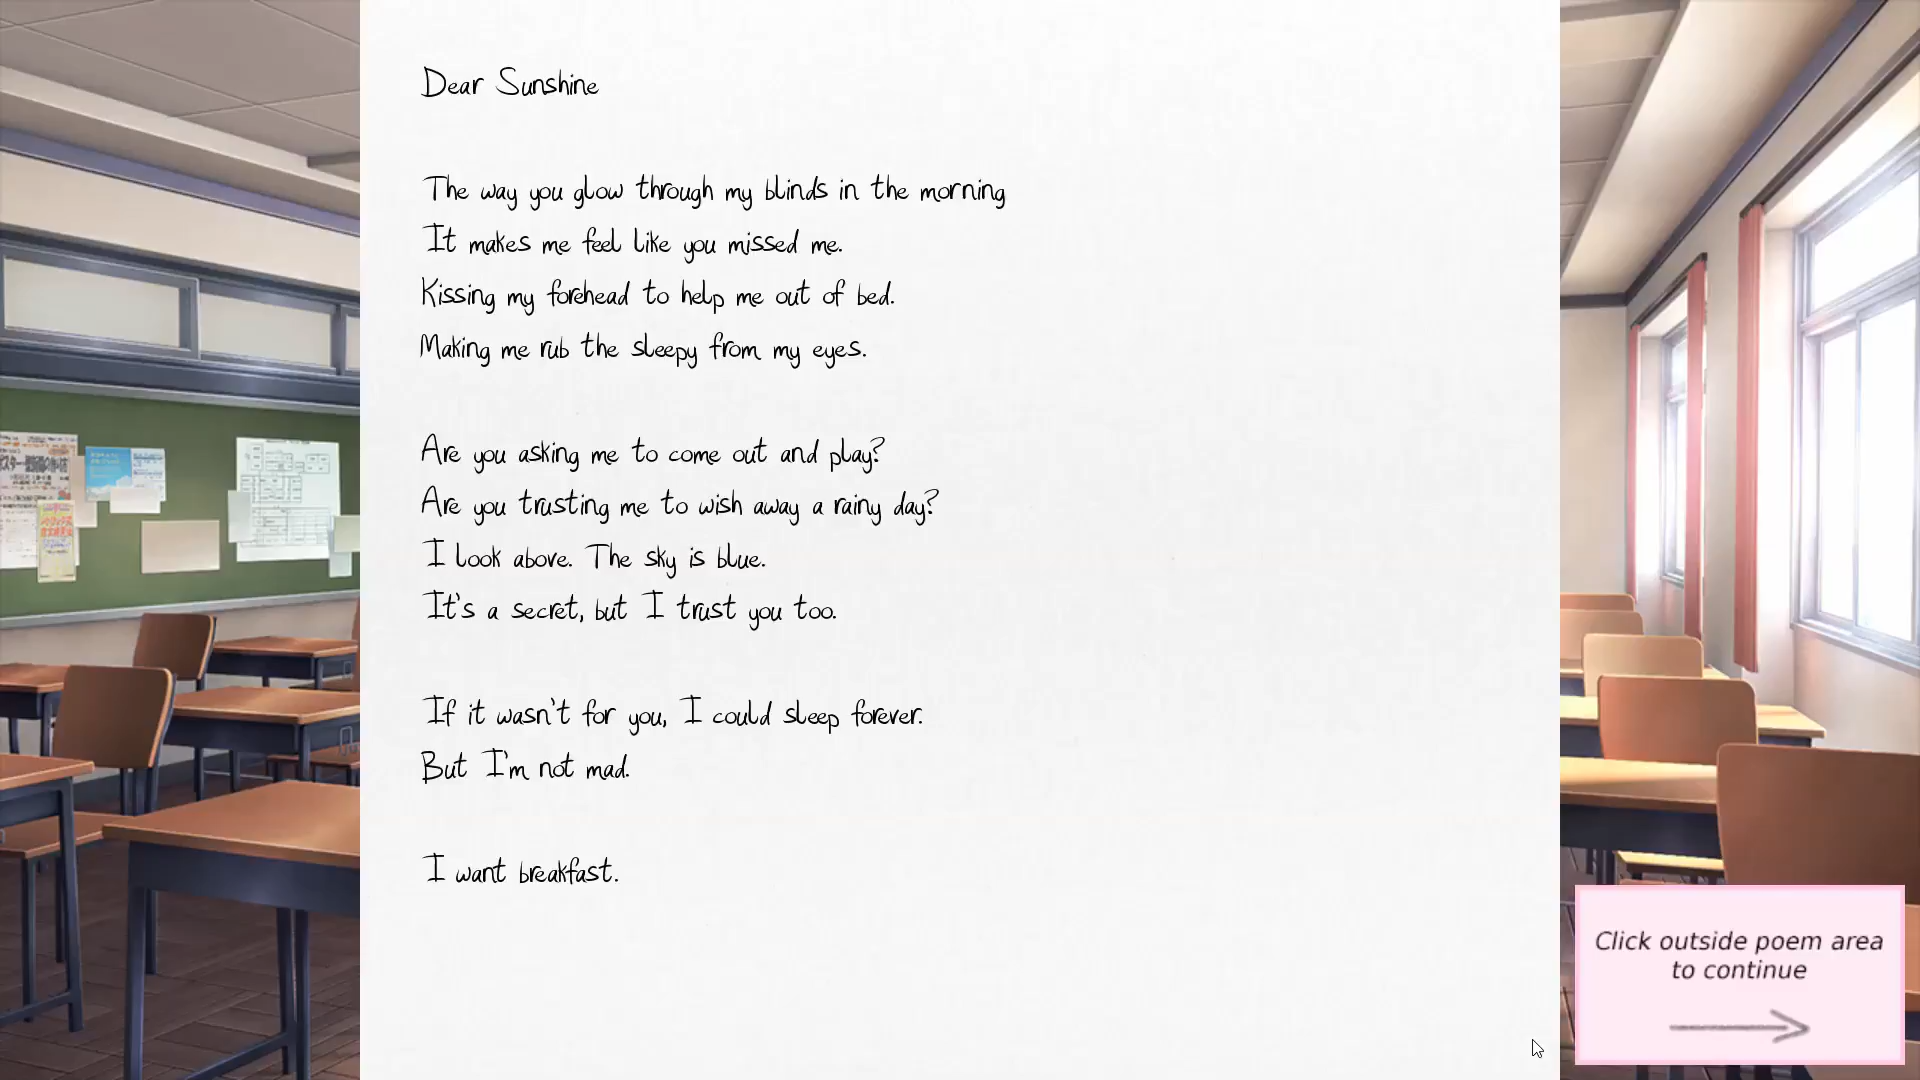 Dear Sunshine
The way you glow through my blinds in the morning
It makes me feel like you missed me.
Kissing my forehead to help me out of bed.
Making me rub the sleepy from my eyes.
Are you asking me to come out and play?
Are you trusting me to wish away a rainy day?
I look above. The sky is blue.
It's a secret, but I trust you too.
If it wasn't for you, I could sleep forever.
But I'm not mad.
I want breakfast.
Click outside poem area
to continue